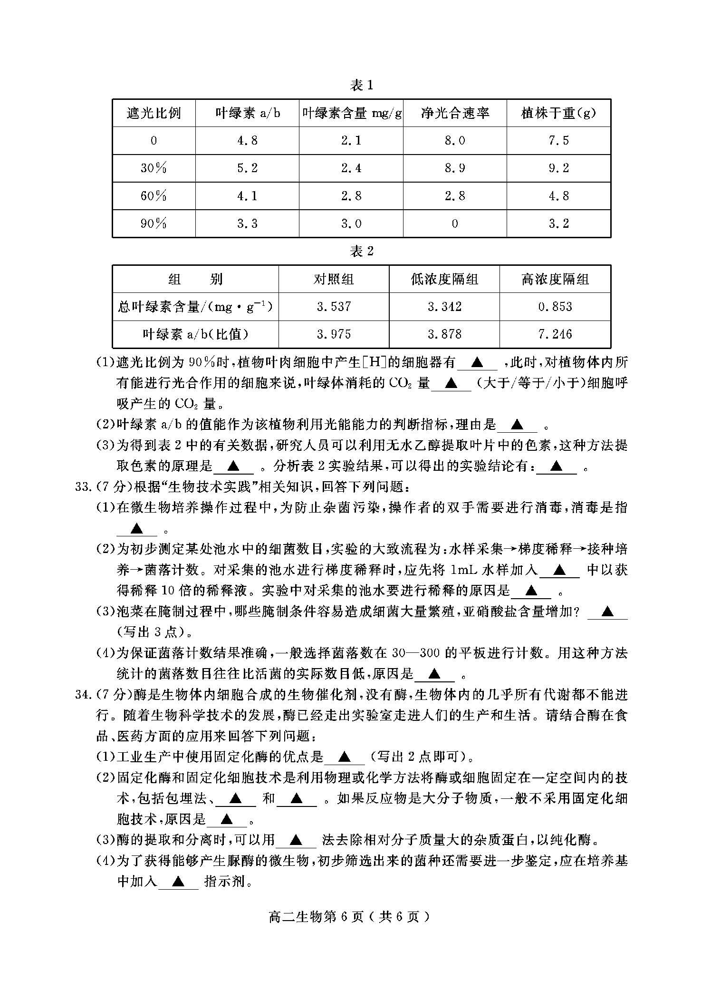 表 1
遮光比例 叶绿素 a/b 叶绿素含量 mg/g 净光合速率 植株干重(g)
0 4.8 2.1 8.0 7.5
30% 5.2 2.4 8.9 9.2
60% 4.1 2.8 2.8 4.8
90% 3.3 3.0 0 3.2
表 2
组 别 对照组 低浓度隔组 高浓度隔组
总叶绿素含量/(mg·g⁻¹) 3.537 3.342 0.853
叶绿素 a/b(比值) 3.975 3.878 7.246
(1)遮光比例为 90%时,植物叶肉细胞中产生[H]的细胞器有 ▲ ,此时,对植物体内所
有能进行光合作用的细胞来说,叶绿体消耗的 CO₂ 量 ▲ (大于/等于/小于)细胞呼
吸产生的 CO₂ 量。
(2)叶绿素 a/b 的值能作为该植物利用光能能力的判断指标,理由是 ▲ 。
(3)为得到表 2 中的有关数据,研究人员可以利用无水乙醇提取叶片中的色素,这种方法提
取色素的原理是 ▲ 。分析表 2 实验结果,可以得出的实验结论有: ▲ 。
33.(7 分)根据“生物技术实践”相关知识,回答下列问题:
(1)在微生物培养操作过程中,为防止杂菌污染,操作者的双手需要进行消毒,消毒是指
▲ 。
(2)为初步测定某处池水中的细菌数目,实验的大致流程为:水样采集→梯度稀释→接种培
养→菌落计数。对采集的池水进行梯度稀释时,应先将 1mL 水样加入 ▲ 中以获
得稀释 10 倍的稀释液。实验中对采集的池水要进行稀释的原因是 ▲ 。
(3)泡菜在腌制过程中,哪些腌制条件容易造成细菌大量繁殖,亚硝酸盐含量增加? ▲
(写出 3 点)。
(4)为保证菌落计数结果准确,一般选择菌落数在 30—300 的平板进行计数。用这种方法
统计的菌落数目往往比活菌的实际数目低,原因是 ▲ 。
34.(7 分)酶是生物体内细胞合成的生物催化剂,没有酶,生物体内的几乎所有代谢都不能进
行。随着生物科学技术的发展,酶已经走出实验室走进人们的生产和生活。请结合酶在食
品、医药方面的应用来回答下列问题:
(1)工业生产中使用固定化酶的优点是 ▲ (写出 2 点即可)。
(2)固定化酶和固定化细胞技术是利用物理或化学方法将酶或细胞固定在一定空间内的技
术,包括包埋法、 ▲ 和 ▲ 。如果反应物是大分子物质,一般不采用固定化细
胞技术,原因是 ▲ 。
(3)酶的提取和分离时,可以用 ▲ 法去除相对分子质量大的杂质蛋白,以纯化酶。
(4)为了获得能够产生脲酶的微生物,初步筛选出来的菌种还需要进一步鉴定,应在培养基
中加入 ▲ 指示剂。
高二生物第 6 页 ( 共 6 页 )